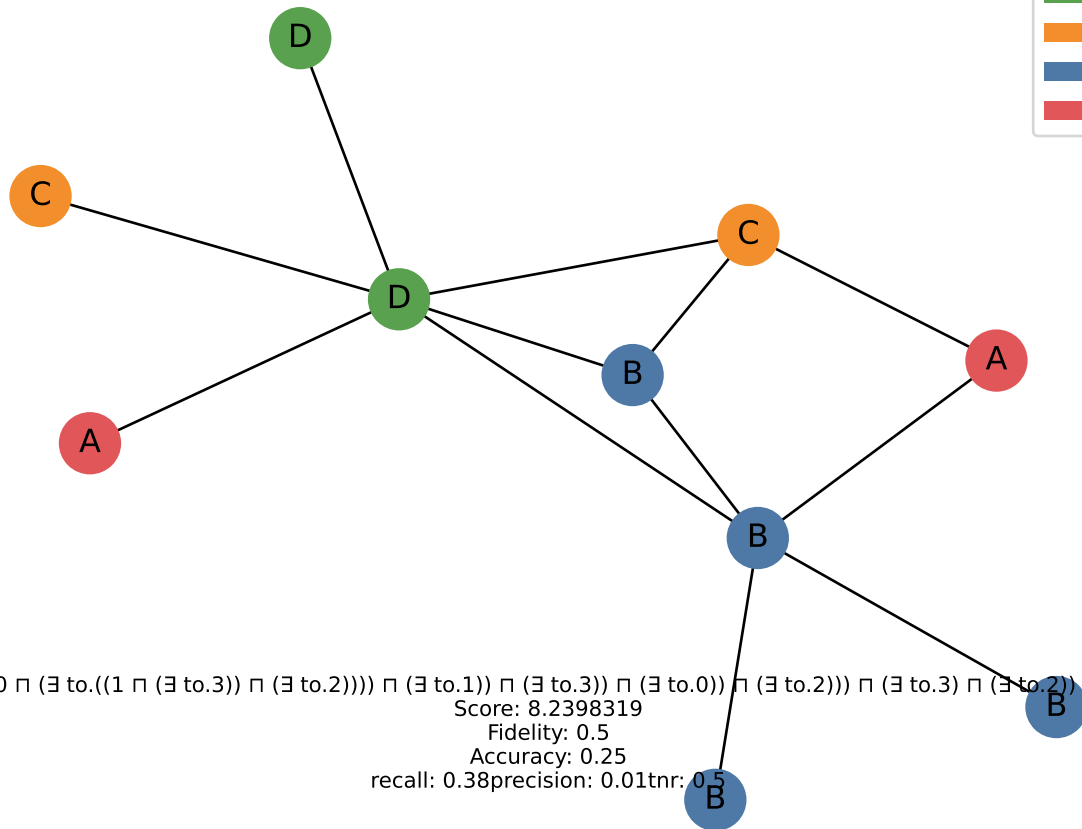 D
C
C
D
B
A
A
B
0 ⊓ (∃ to.((1 ⊓ (∃ to.3)) ⊓ (∃ to.2)))) ⊓ (∃ to.1)) ⊓ (∃ to.3)) ⊓ (∃ to.0)) ⊓ (∃ to.2))) ⊓ (∃ to.3) ⊓ (∃ to.2))
B
Score: 8.2398319
Fidelity: 0.5
Accuracy: 0.25
recall: 0.38precision: 0.01tnr: 0.5
B